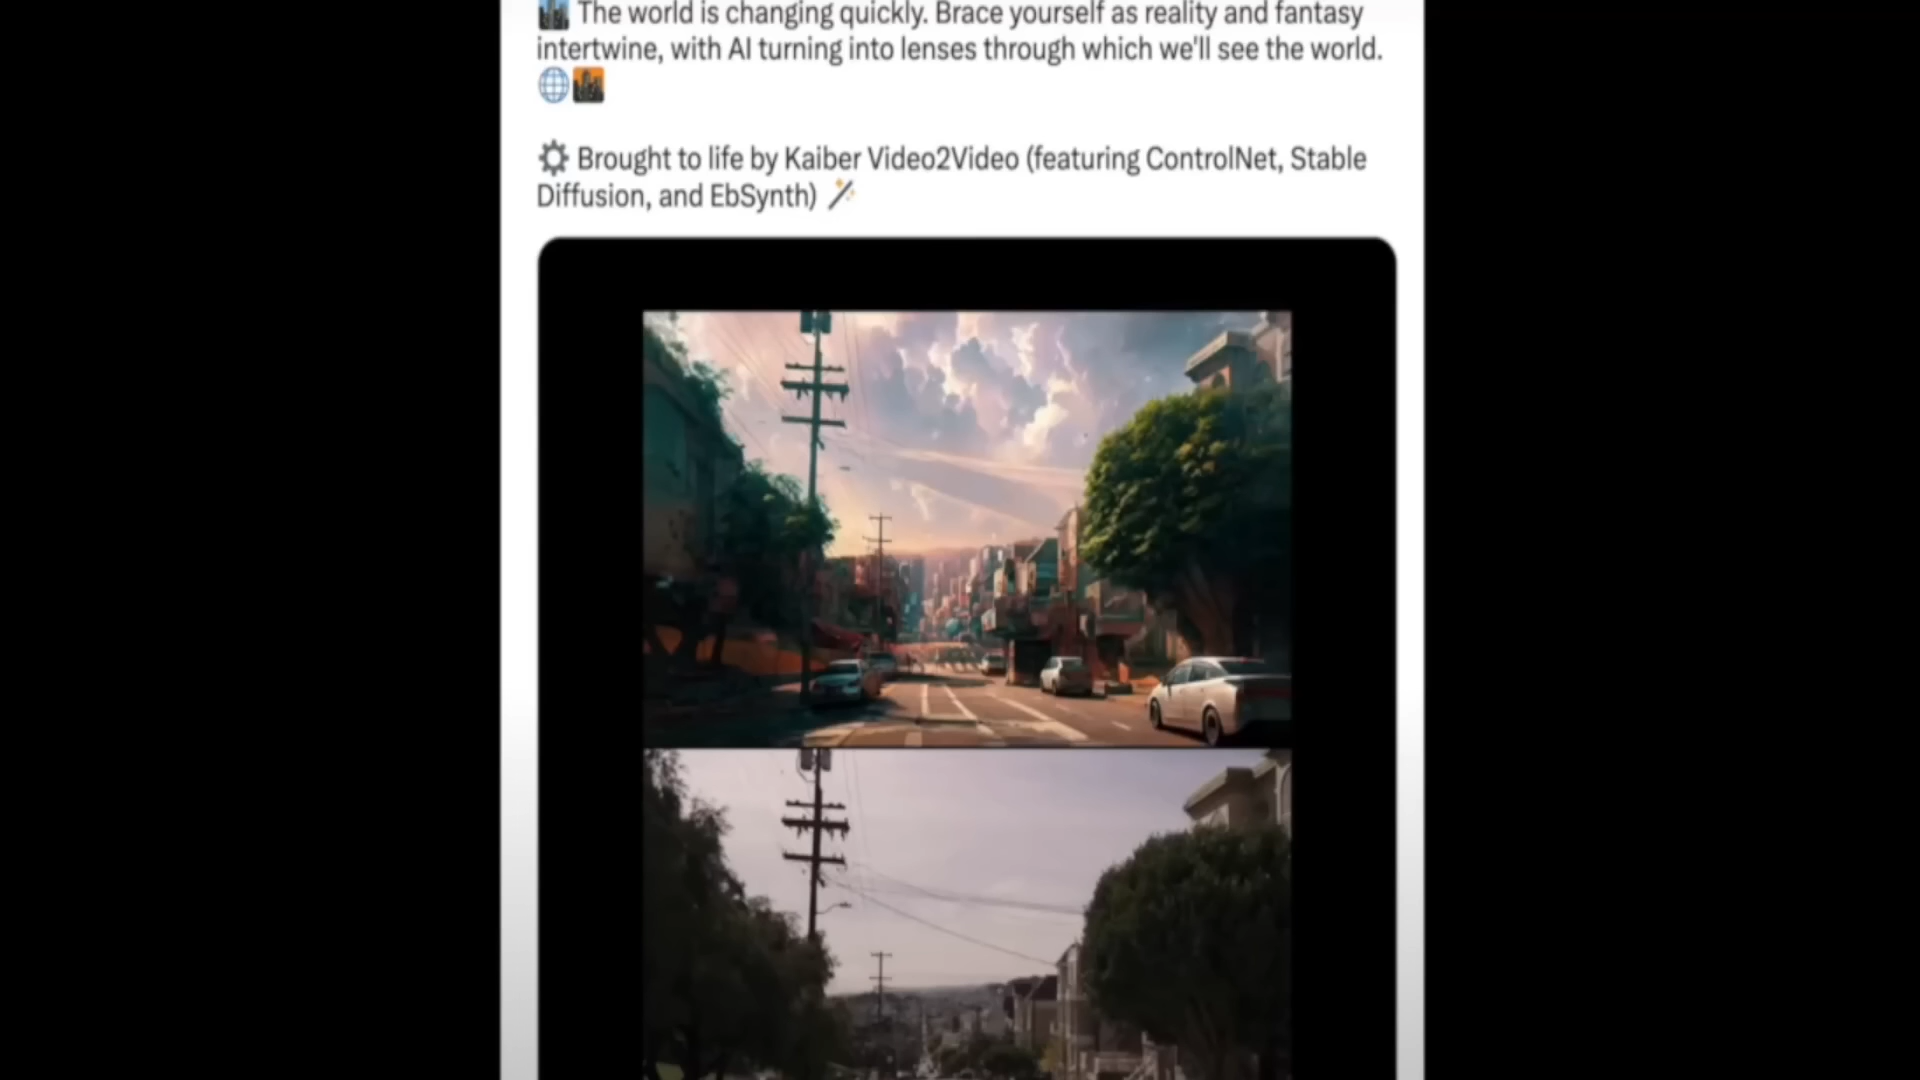 🏙️ The world is changing quickly. Brace yourself as reality and fantasy
intertwine, with AI turning into lenses through which we'll see the world.
🌐🌆
⚙️ Brought to life by Kaiber Video2Video (featuring ControlNet, Stable
Diffusion, and EbSynth) 🪄